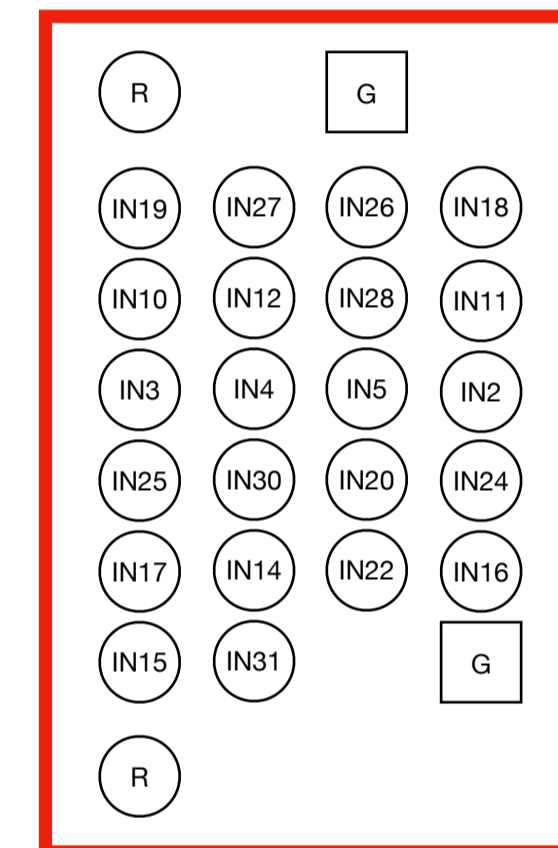 R G
IN19 IN27 IN26 IN18
IN10 IN12 IN28 IN11
IN3 IN4 IN5 IN2
IN25 IN30 IN20 IN24
IN17 IN14 IN22 IN16
IN15 IN31 G
R